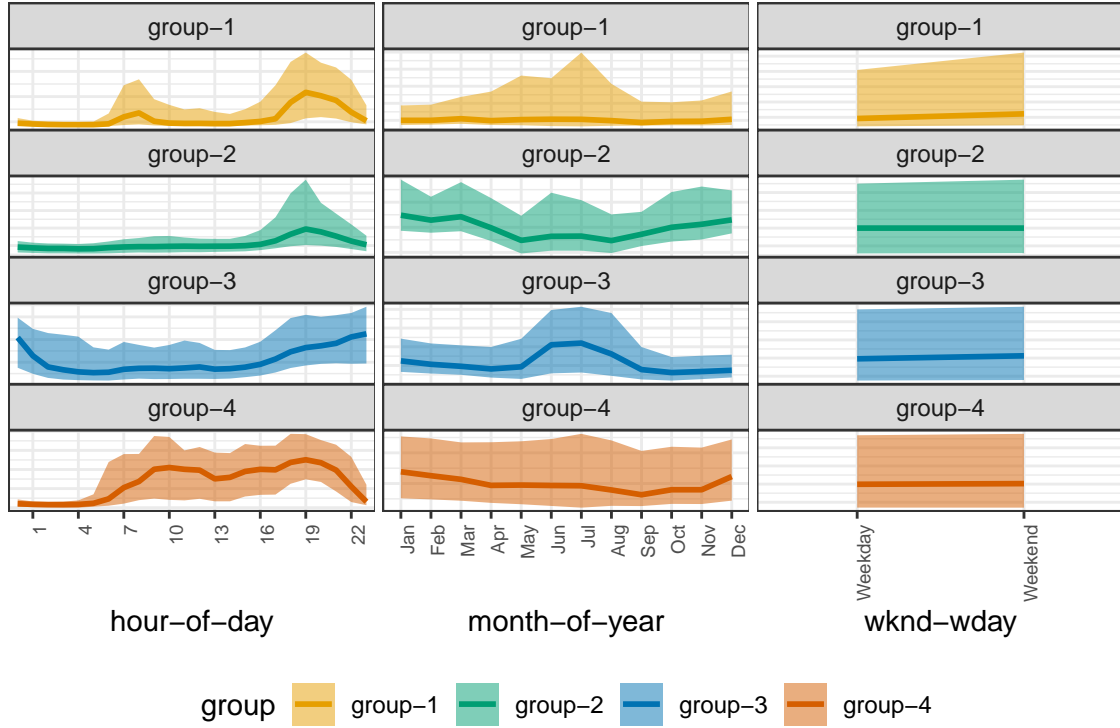 group−1 group−1 group−1
group−2 group−2 group−2
group−3 group−3 group−3
group−4 group−4 group−4
1 4 7 10 13 16 19 22
Jan Feb Mar Apr May Jun Jul Aug Sep Oct Nov Dec
Weekday Weekend
hour−of−day month−of−year wknd−wday
group group−1 group−2 group−3 group−4